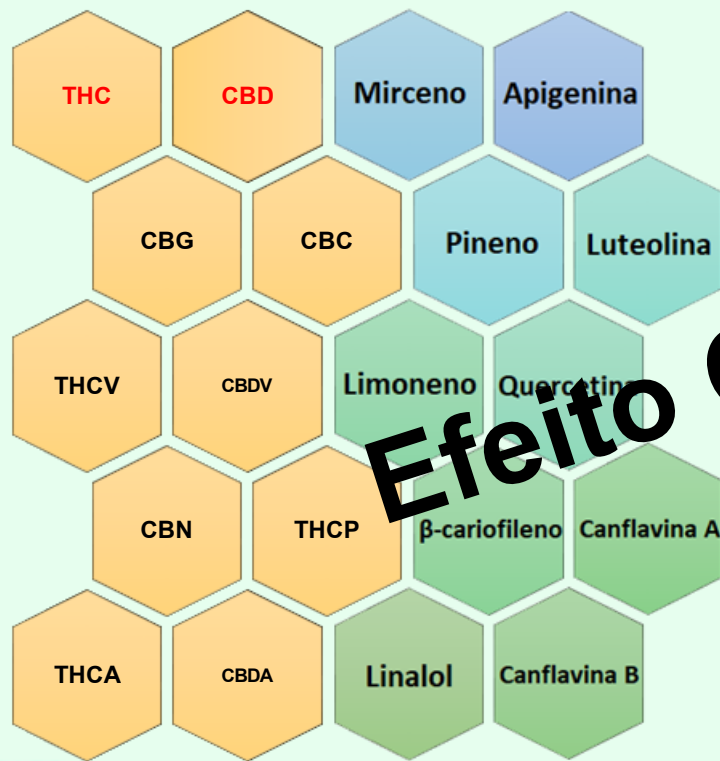 THC
CBD
Mirceno
Apigenina
CBG
CBC
Pineno
Luteolina
THCV
CBDV
Limoneno
Quercetina
Efeito
CBN
THCP
β-cariofileno
Canflavina A
THCA
CBDA
Linalol
Canflavina B